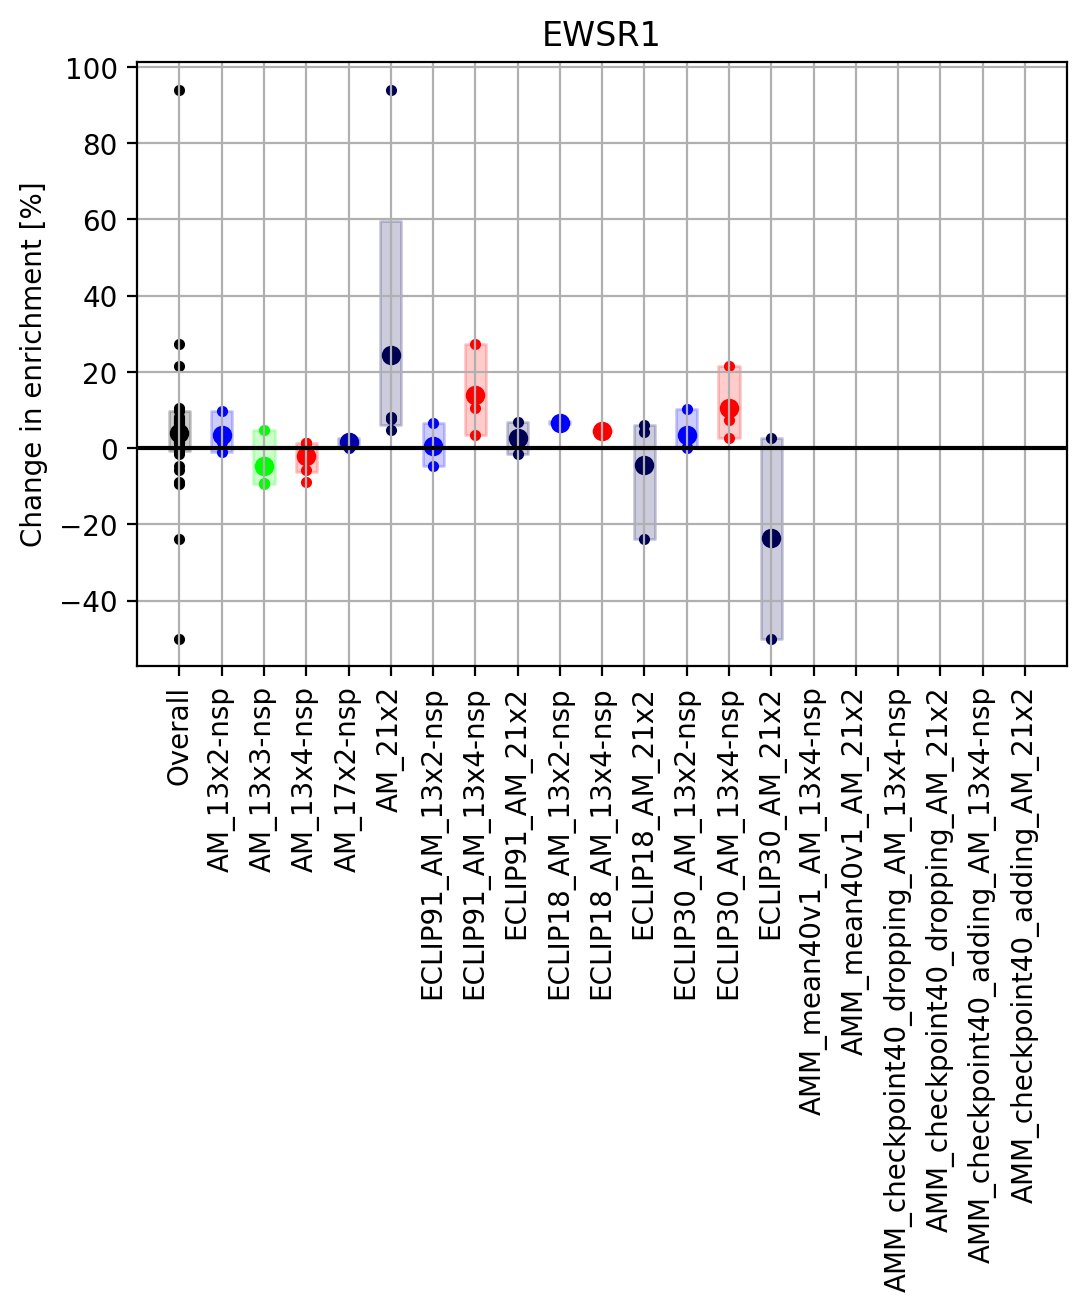 EWSR1
Change in enrichment [%]
100
80
60
40
20
0
−20
−40
Overall
AM_13x2-nsp
AM_13x3-nsp
AM_13x4-nsp
AM_17x2-nsp
AM_21x2
ECLIP91_AM_13x2-nsp
ECLIP91_AM_13x4-nsp
ECLIP91_AM_21x2
ECLIP18_AM_13x2-nsp
ECLIP18_AM_13x4-nsp
ECLIP18_AM_21x2
ECLIP30_AM_13x2-nsp
ECLIP30_AM_13x4-nsp
ECLIP30_AM_21x2
AMM_mean40v1_AM_13x4-nsp
AMM_mean40v1_AM_21x2
AMM_checkpoint40_dropping_AM_13x4-nsp
AMM_checkpoint40_dropping_AM_21x2
AMM_checkpoint40_adding_AM_13x4-nsp
AMM_checkpoint40_adding_AM_21x2